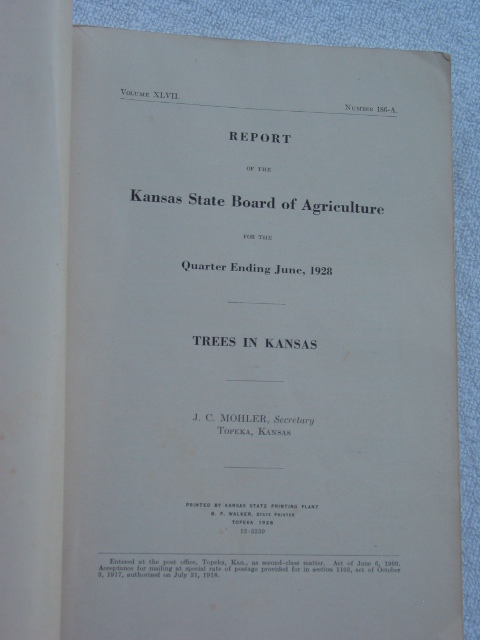 VOLUME XLVII. NUMBER 186-A.
REPORT
OF THE
Kansas State Board of Agriculture
FOR THE
Quarter Ending June, 1928
TREES IN KANSAS
J. C. MOHLER, Secretary
TOPEKA, KANSAS
PRINTED BY KANSAS STATE PRINTING PLANT
B. P. WALKER, STATE PRINTER
TOPEKA 1928
12-5239
Entered at the post office, Topeka, Kan., as second-class matter. Act of June 6, 1900.
Acceptance for mailing at special rate of postage provided for in section 1103, act of October
3, 1917, authorized on July 21, 1918.